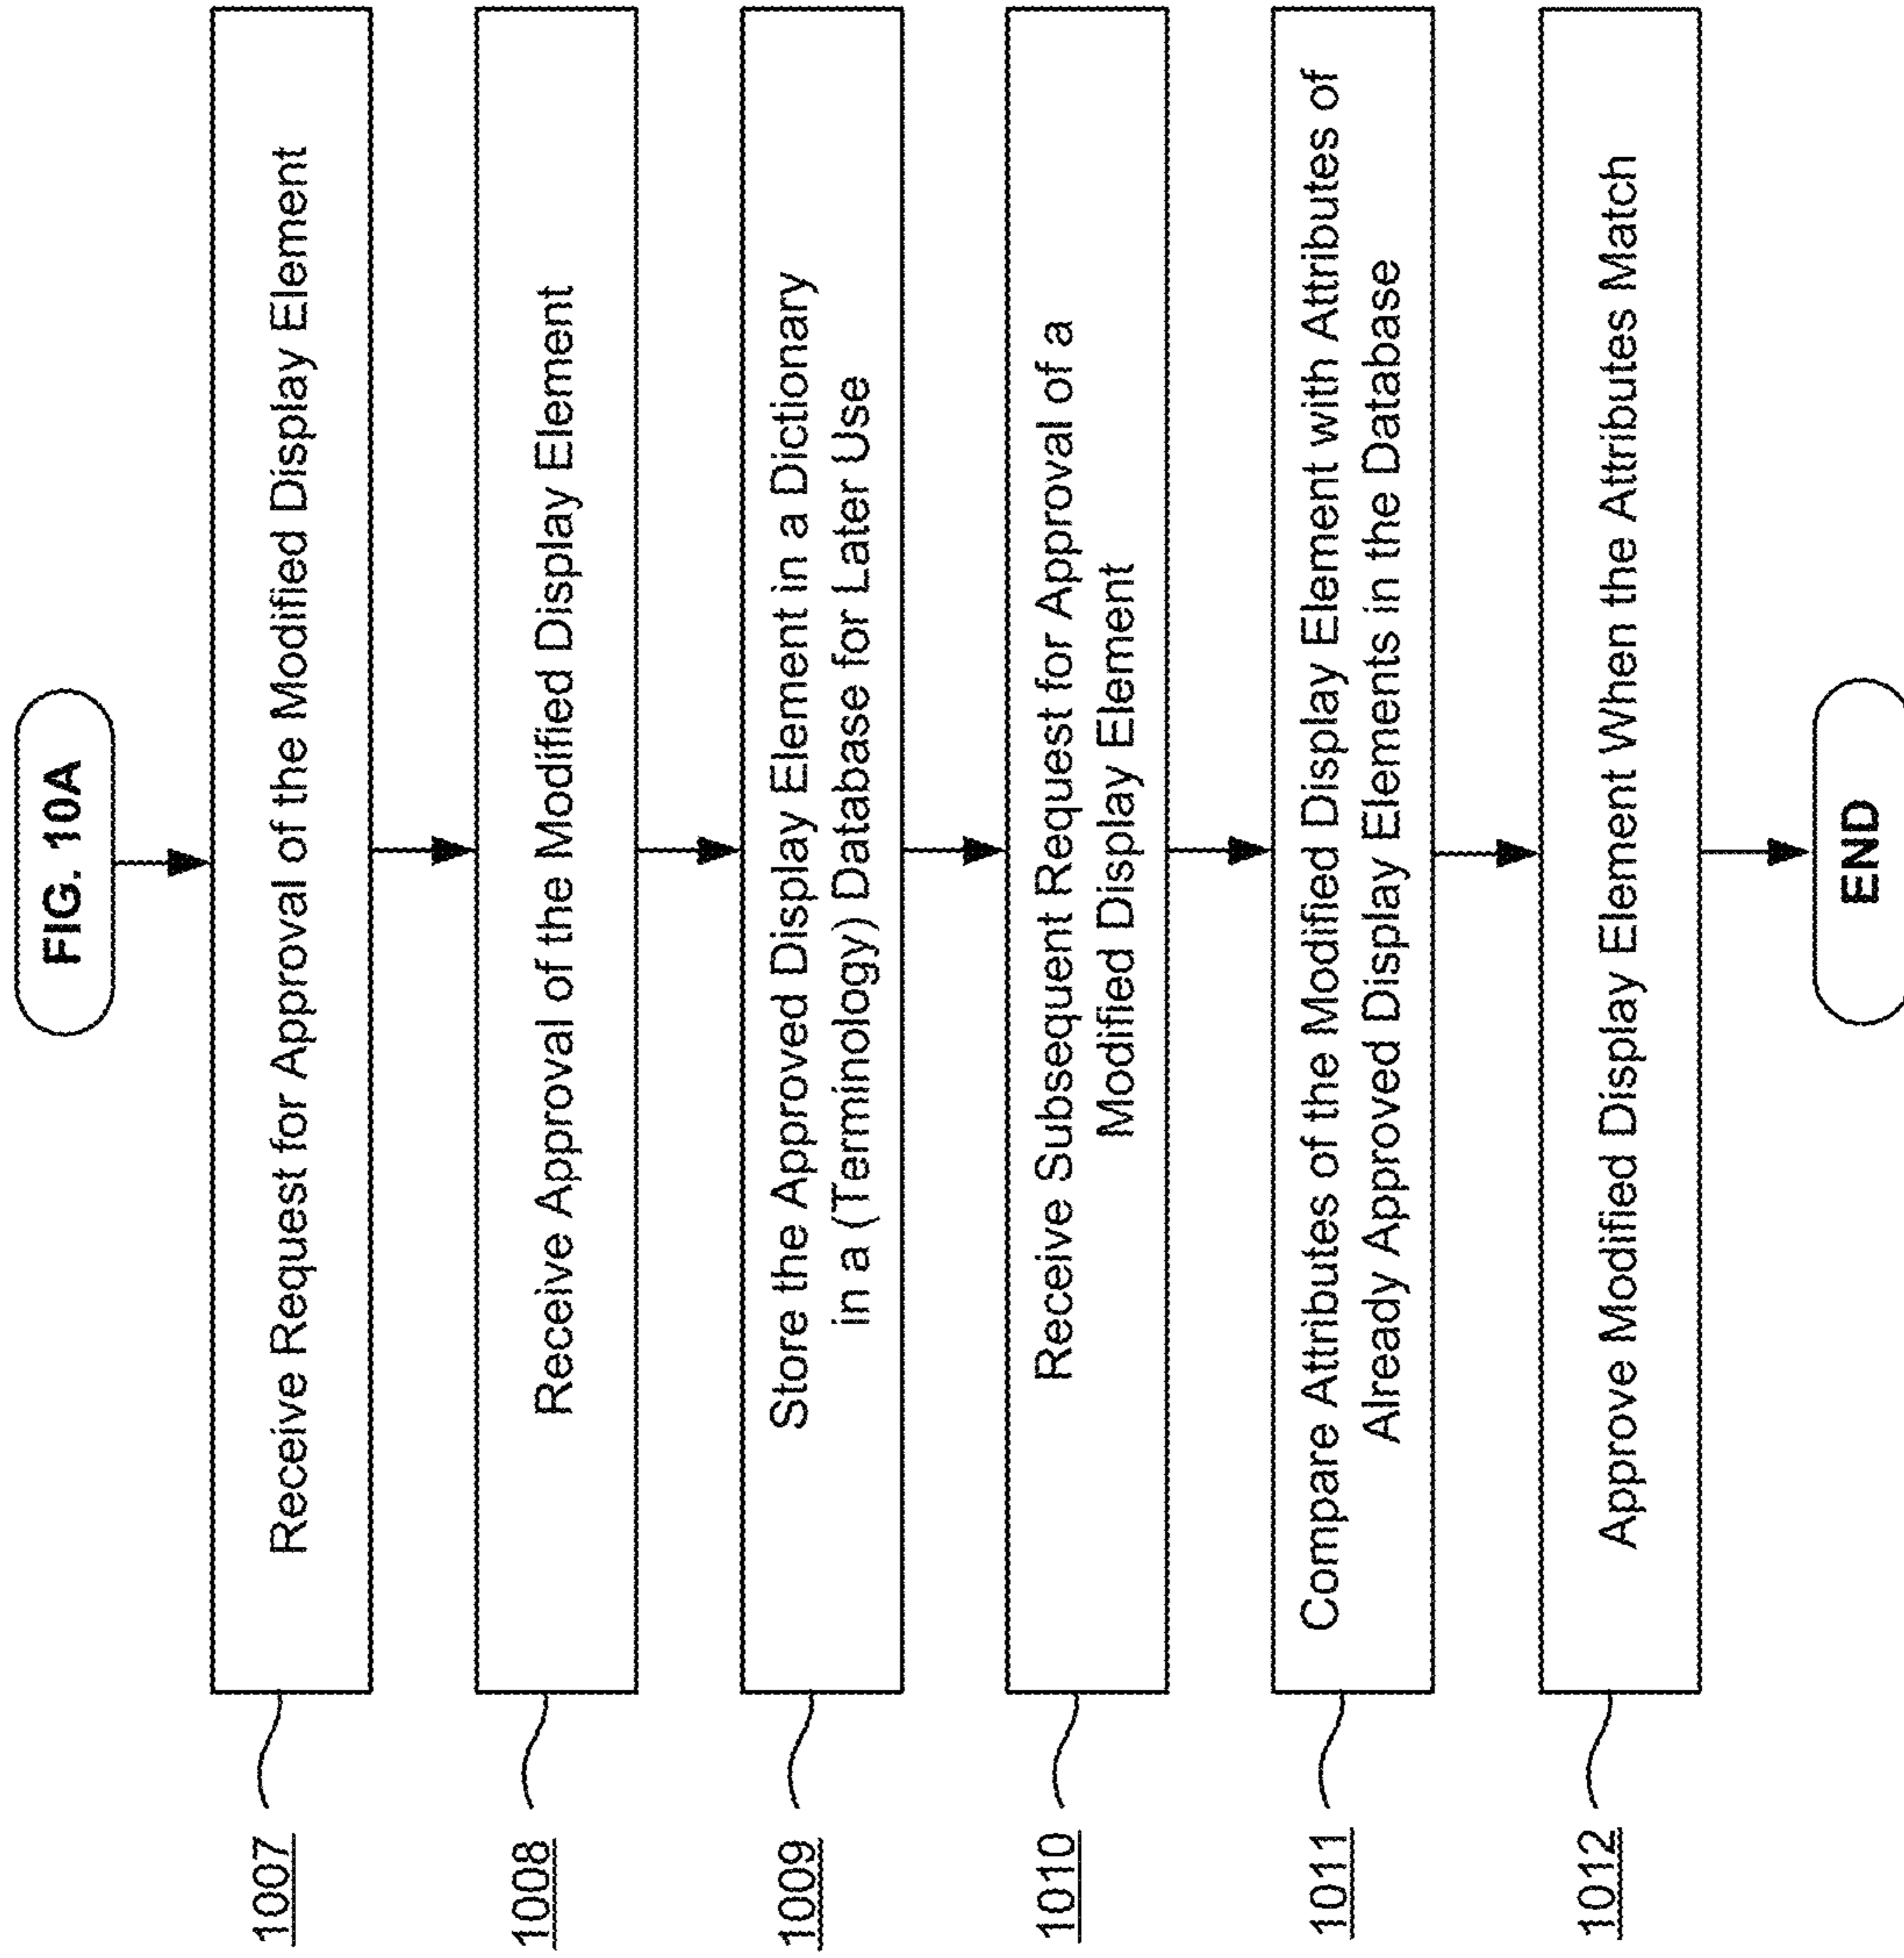 FIG. 10A
1007
Receive Request for Approval of the Modified Display Element
1008
Receive Approval of the Modified Display Element
1009
Store the Approved Display Element in a Dictionary
in a (Terminology) Database for Later Use
1010
Receive Subsequent Request for Approval of a
Modified Display Element
1011
Compare Attributes of the Modified Display Element with Attributes of
Already Approved Display Elements in the Database
1012
Approve Modified Display Element When the Attributes Match
END